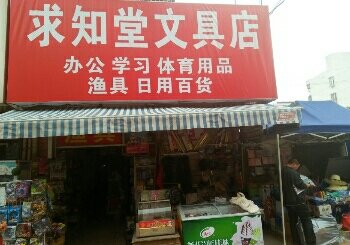 求知堂文具店
办公 学习 体育用品
渔具 日用百货